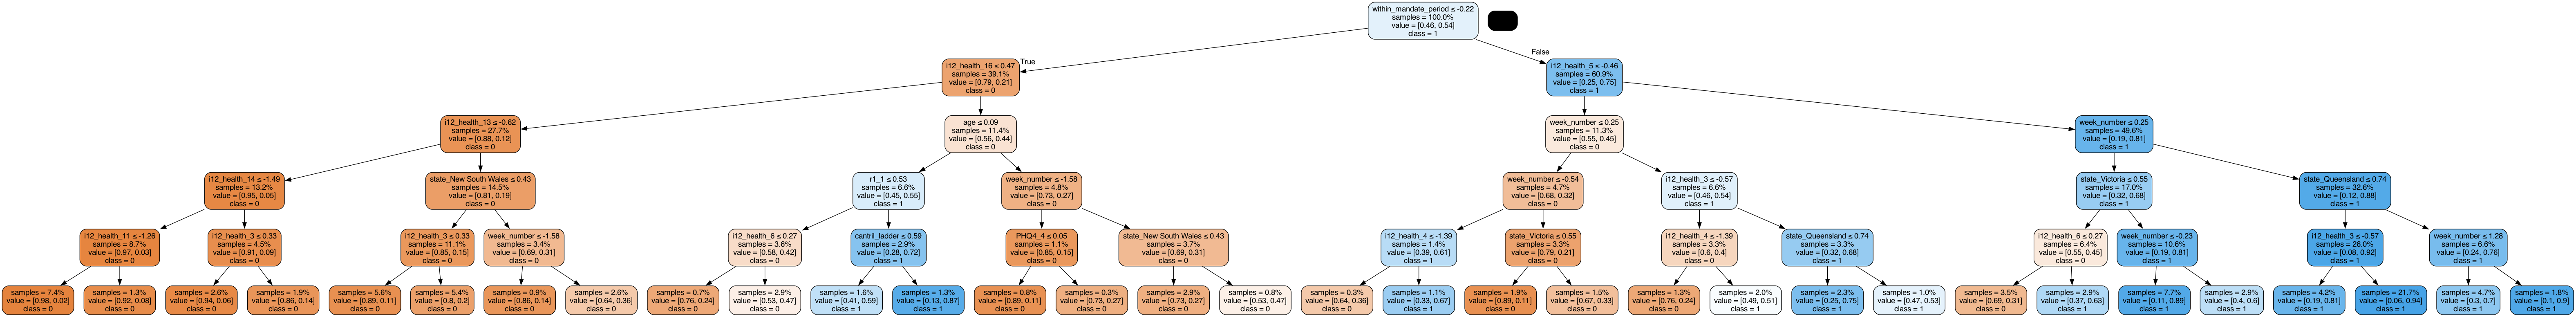 within_mandate_period ≤ -0.22
samples = 100.0%
value = [0.46, 0.54]
class = 1
True
False
i12_health_16 ≤ 0.47
samples = 39.1%
value = [0.79, 0.21]
class = 0
i12_health_5 ≤ -0.46
samples = 60.9%
value = [0.25, 0.75]
class = 1
i12_health_13 ≤ -0.62
samples = 27.7%
value = [0.88, 0.12]
class = 0
age ≤ 0.09
samples = 11.4%
value = [0.56, 0.44]
class = 0
week_number ≤ 0.25
samples = 11.3%
value = [0.55, 0.45]
class = 0
week_number ≤ 0.25
samples = 49.6%
value = [0.19, 0.81]
class = 1
i12_health_14 ≤ -1.49
samples = 13.2%
value = [0.95, 0.05]
class = 0
state_New South Wales ≤ 0.43
samples = 14.5%
value = [0.81, 0.19]
class = 0
r1_1 ≤ 0.53
samples = 6.6%
value = [0.45, 0.55]
class = 1
week_number ≤ -1.58
samples = 4.8%
value = [0.73, 0.27]
class = 0
week_number ≤ -0.54
samples = 4.7%
value = [0.68, 0.32]
class = 0
i12_health_3 ≤ -0.57
samples = 6.6%
value = [0.46, 0.54]
class = 1
state_Victoria ≤ 0.55
samples = 17.0%
value = [0.32, 0.68]
class = 1
state_Queensland ≤ 0.74
samples = 32.6%
value = [0.12, 0.88]
class = 1
i12_health_11 ≤ -1.26
samples = 8.7%
value = [0.97, 0.03]
class = 0
i12_health_3 ≤ 0.33
samples = 4.5%
value = [0.91, 0.09]
class = 0
i12_health_3 ≤ 0.33
samples = 11.1%
value = [0.85, 0.15]
class = 0
week_number ≤ -1.58
samples = 3.4%
value = [0.69, 0.31]
class = 0
i12_health_6 ≤ 0.27
samples = 3.6%
value = [0.58, 0.42]
class = 0
cantril_ladder ≤ 0.59
samples = 2.9%
value = [0.28, 0.72]
class = 1
PHQ4_4 ≤ 0.05
samples = 1.1%
value = [0.85, 0.15]
class = 0
state_New South Wales ≤ 0.43
samples = 3.7%
value = [0.69, 0.31]
class = 0
i12_health_4 ≤ -1.39
samples = 1.4%
value = [0.39, 0.61]
class = 1
state_Victoria ≤ 0.55
samples = 3.3%
value = [0.79, 0.21]
class = 0
i12_health_4 ≤ -1.39
samples = 3.3%
value = [0.6, 0.4]
class = 0
state_Queensland ≤ 0.74
samples = 3.3%
value = [0.32, 0.68]
class = 1
i12_health_6 ≤ 0.27
samples = 6.4%
value = [0.55, 0.45]
class = 0
week_number ≤ -0.23
samples = 10.6%
value = [0.19, 0.81]
class = 1
i12_health_3 ≤ -0.57
samples = 26.0%
value = [0.08, 0.92]
class = 1
week_number ≤ 1.28
samples = 6.6%
value = [0.24, 0.76]
class = 1
samples = 7.4%
value = [0.98, 0.02]
class = 0
samples = 1.3%
value = [0.92, 0.08]
class = 0
samples = 2.6%
value = [0.94, 0.06]
class = 0
samples = 1.9%
value = [0.86, 0.14]
class = 0
samples = 5.6%
value = [0.89, 0.11]
class = 0
samples = 5.4%
value = [0.8, 0.2]
class = 0
samples = 0.9%
value = [0.86, 0.14]
class = 0
samples = 2.6%
value = [0.64, 0.36]
class = 0
samples = 0.7%
value = [0.76, 0.24]
class = 0
samples = 2.9%
value = [0.53, 0.47]
class = 0
samples = 1.6%
value = [0.41, 0.59]
class = 1
samples = 1.3%
value = [0.13, 0.87]
class = 1
samples = 0.8%
value = [0.89, 0.11]
class = 0
samples = 0.3%
value = [0.73, 0.27]
class = 0
samples = 2.9%
value = [0.73, 0.27]
class = 0
samples = 0.8%
value = [0.53, 0.47]
class = 0
samples = 0.3%
value = [0.64, 0.36]
class = 0
samples = 1.1%
value = [0.33, 0.67]
class = 1
samples = 1.9%
value = [0.89, 0.11]
class = 0
samples = 1.5%
value = [0.67, 0.33]
class = 0
samples = 1.3%
value = [0.76, 0.24]
class = 0
samples = 2.0%
value = [0.49, 0.51]
class = 1
samples = 2.3%
value = [0.25, 0.75]
class = 1
samples = 1.0%
value = [0.47, 0.53]
class = 1
samples = 3.5%
value = [0.69, 0.31]
class = 0
samples = 2.9%
value = [0.37, 0.63]
class = 1
samples = 7.7%
value = [0.11, 0.89]
class = 1
samples = 2.9%
value = [0.4, 0.6]
class = 1
samples = 4.2%
value = [0.19, 0.81]
class = 1
samples = 21.7%
value = [0.06, 0.94]
class = 1
samples = 4.7%
value = [0.3, 0.7]
class = 1
samples = 1.8%
value = [0.1, 0.9]
class = 1